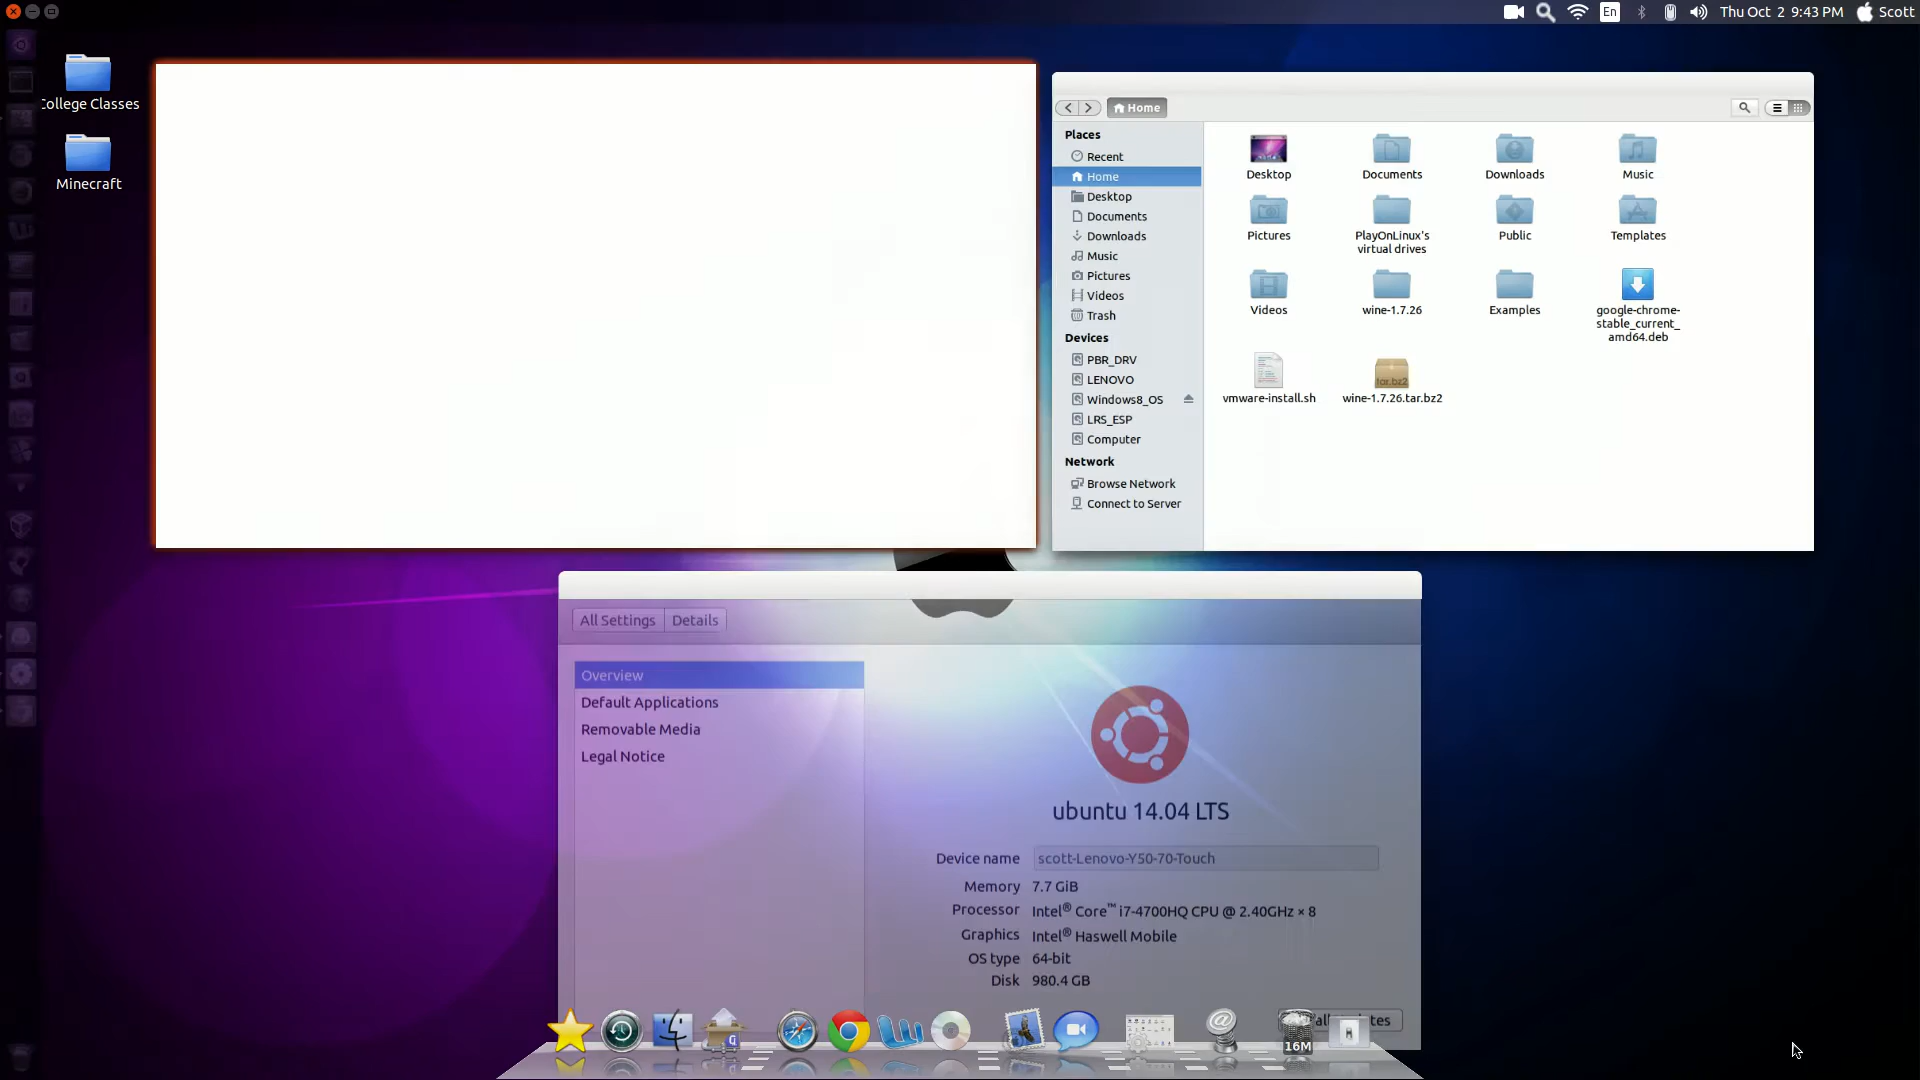 En
Thu Oct 2 9:43 PM
Scott
College Classes
Minecraft
Home
Places
Recent
Home
Desktop
Documents
Downloads
Music
Pictures
Videos
Trash
Devices
PBR_DRV
LENOVO
Windows8_OS
LRS_ESP
Computer
Network
Browse Network
Connect to Server
Desktop
Documents
Downloads
Music
Pictures
PlayOnLinux's
virtual drives
Public
Templates
Videos
wine-1.7.26
Examples
google-chrome-
stable_current_
amd64.deb
vmware-install.sh
tar.bz2
wine-1.7.26.tar.bz2
All Settings
Details
Overview
Default Applications
Removable Media
Legal Notice
ubuntu 14.04 LTS
Device name scott-Lenovo-Y50-70-Touch
Memory 7.7 GiB
Processor Intel® Core™ i7-4700HQ CPU @ 2.40GHz × 8
Graphics Intel® Haswell Mobile
OS type 64-bit
Disk 980.4 GB
16M